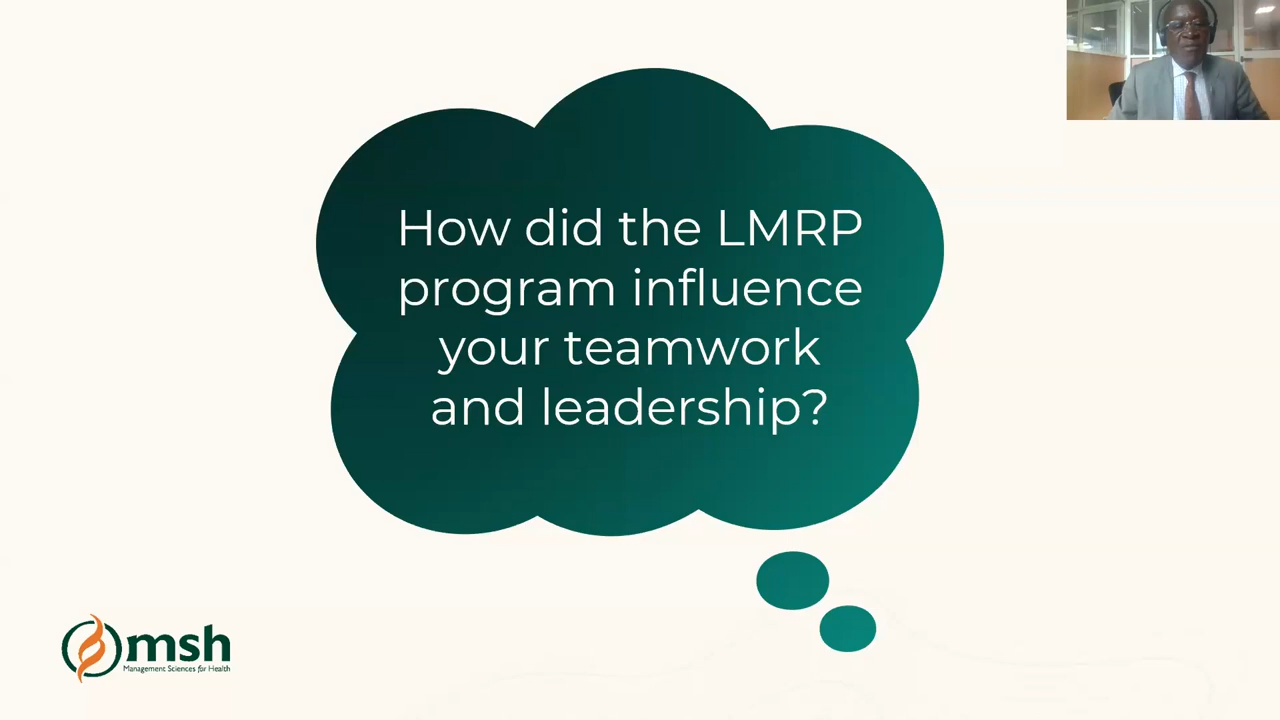 How did the LMRP
program influence
your teamwork
and leadership?
msh
Management Sciences for Health